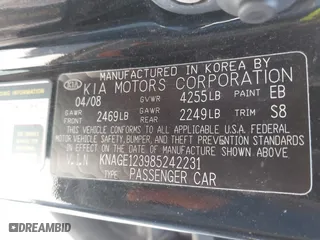 MANUFACTURED IN KOREA BY
KIA KIA MOTORS CORPORATION
04/08 GVWR 4255LB PAINT EB
GAWR FRONT 2469LB GAWR REAR 2249LB TRIM S8
THIS VEHICLE CONFORMS TO ALL APPLICABLE U.S. FEDERAL
MOTOR VEHICLE SAFETY, BUMPER, AND THEFT PREVENTION STANDARDS
IN EFFECT ON THE DATE OF MANUFACTURE SHOWN ABOVE.
V.I.N KNAGE123985242231
TYPE PASSENGER CAR